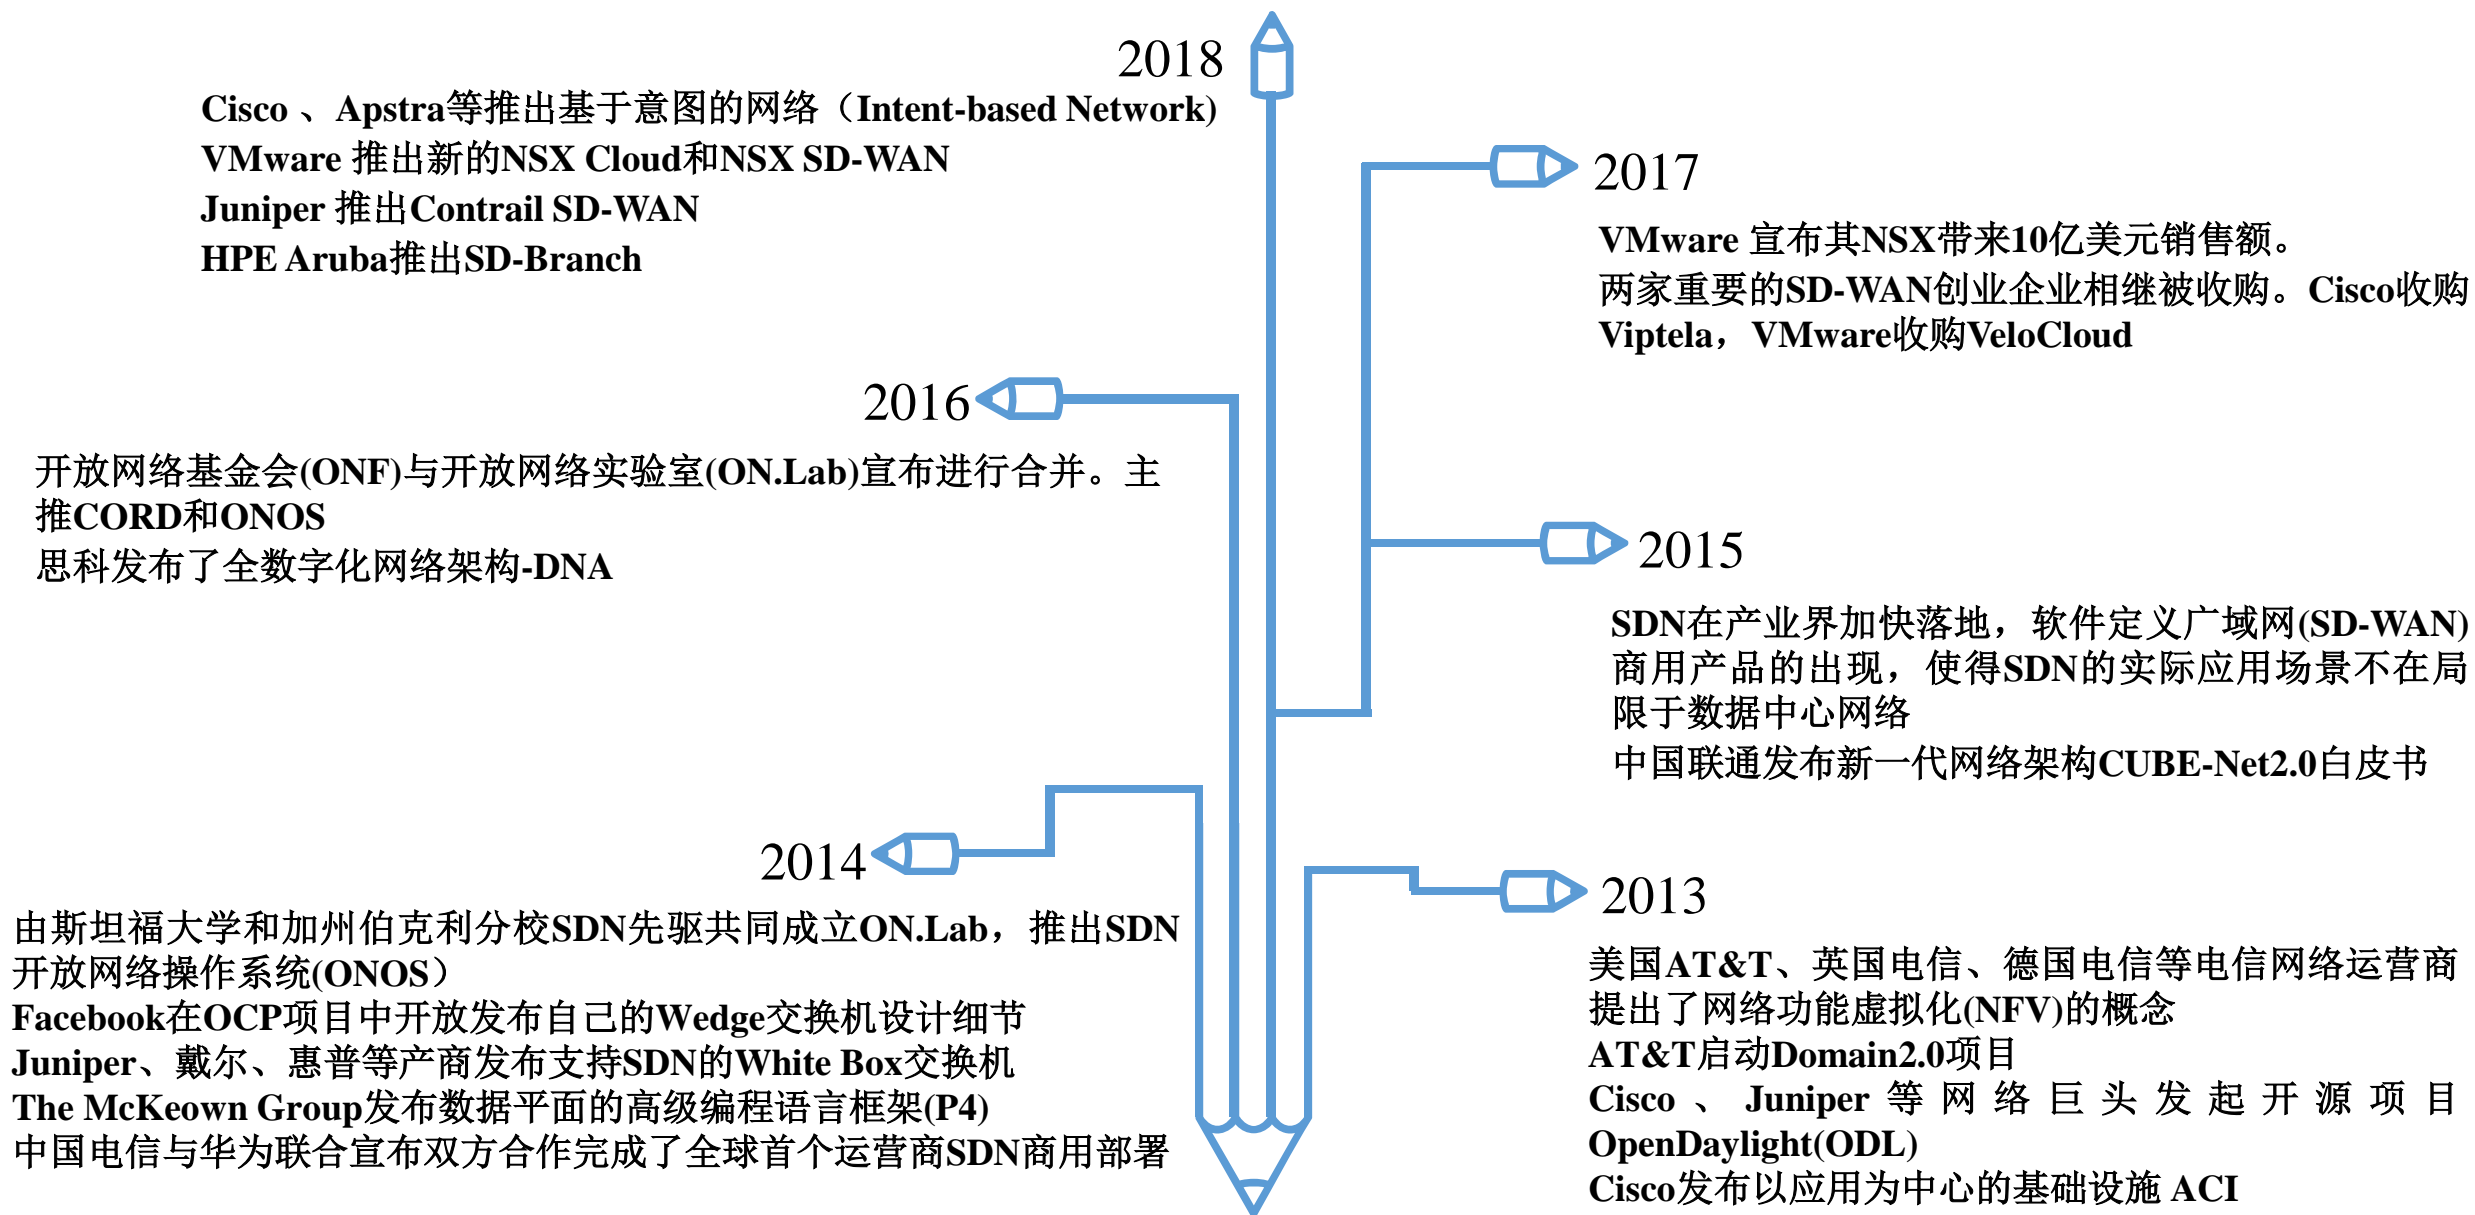 2018
Cisco 、Apstra等推出基于意图的网络（Intent-based Network)
VMware 推出新的NSX Cloud和NSX SD-WAN
Juniper 推出Contrail SD-WAN
HPE Aruba推出SD-Branch
2017
VMware 宣布其NSX带来10亿美元销售额。
两家重要的SD-WAN创业企业相继被收购。Cisco收购
Viptela，VMware收购VeloCloud
2016
开放网络基金会(ONF)与开放网络实验室(ON.Lab)宣布进行合并。主
推CORD和ONOS
思科发布了全数字化网络架构-DNA
2015
SDN在产业界加快落地，软件定义广域网(SD-WAN)
商用产品的出现，使得SDN的实际应用场景不在局
限于数据中心网络
中国联通发布新一代网络架构CUBE-Net2.0白皮书
2014
由斯坦福大学和加州伯克利分校SDN先驱共同成立ON.Lab，推出SDN
开放网络操作系统(ONOS）
Facebook在OCP项目中开放发布自己的Wedge交换机设计细节
Juniper、戴尔、惠普等产商发布支持SDN的White Box交换机
The McKeown Group发布数据平面的高级编程语言框架(P4)
中国电信与华为联合宣布双方合作完成了全球首个运营商SDN商用部署
2013
美国AT&T、英国电信、德国电信等电信网络运营商
提出了网络功能虚拟化(NFV)的概念
AT&T启动Domain2.0项目
Cisco 、 Juniper 等 网 络 巨 头 发 起 开 源 项 目
OpenDaylight(ODL)
Cisco发布以应用为中心的基础设施 ACI